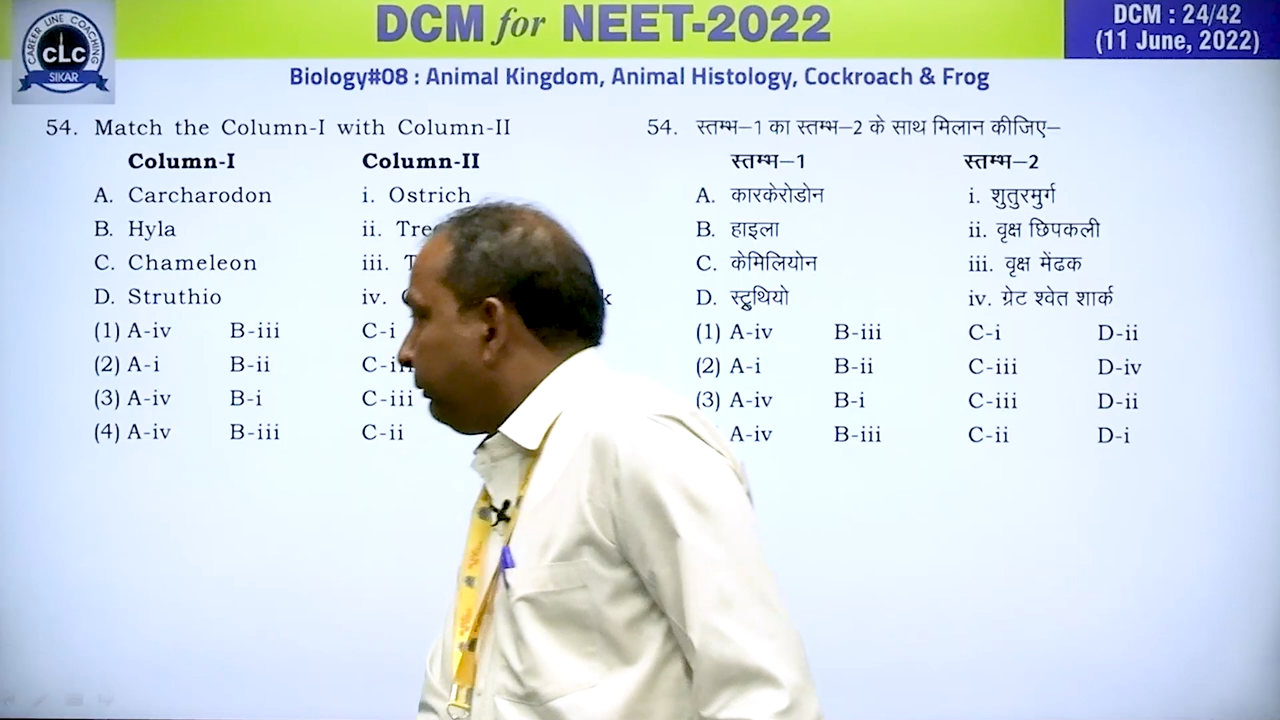 CAREER LINE COACHING
CLC
SIKAR
DCM for NEET-2022
DCM : 24/42
(11 June, 2022)
Biology#08 : Animal Kingdom, Animal Histology, Cockroach & Frog
54. Match the Column-I with Column-II
Column-I Column-II
A. Carcharodon i. Ostrich
B. Hyla ii.
C. Chameleon iii.
D. Struthio iv.
(1) A-iv B-iii C-i
(2) A-i B-ii
(3) A-iv B-i C-iii
(4) A-iv B-iii C-ii
54. स्तम्भ–1 का स्तम्भ–2 के साथ मिलान कीजिए–
स्तम्भ–1 स्तम्भ–2
A. कारकेरोडोन i. शुतुरमुर्ग
B. हाइला ii. वृक्ष छिपकली
C. केमिलियोन iii. वृक्ष मेंढक
D. स्ट्रुथियो iv. ग्रेट श्वेत शार्क
(1) A-iv B-iii C-i D-ii
(2) A-i B-ii C-iii D-iv
(3) A-iv B-i C-iii D-ii
A-iv B-iii C-ii D-i